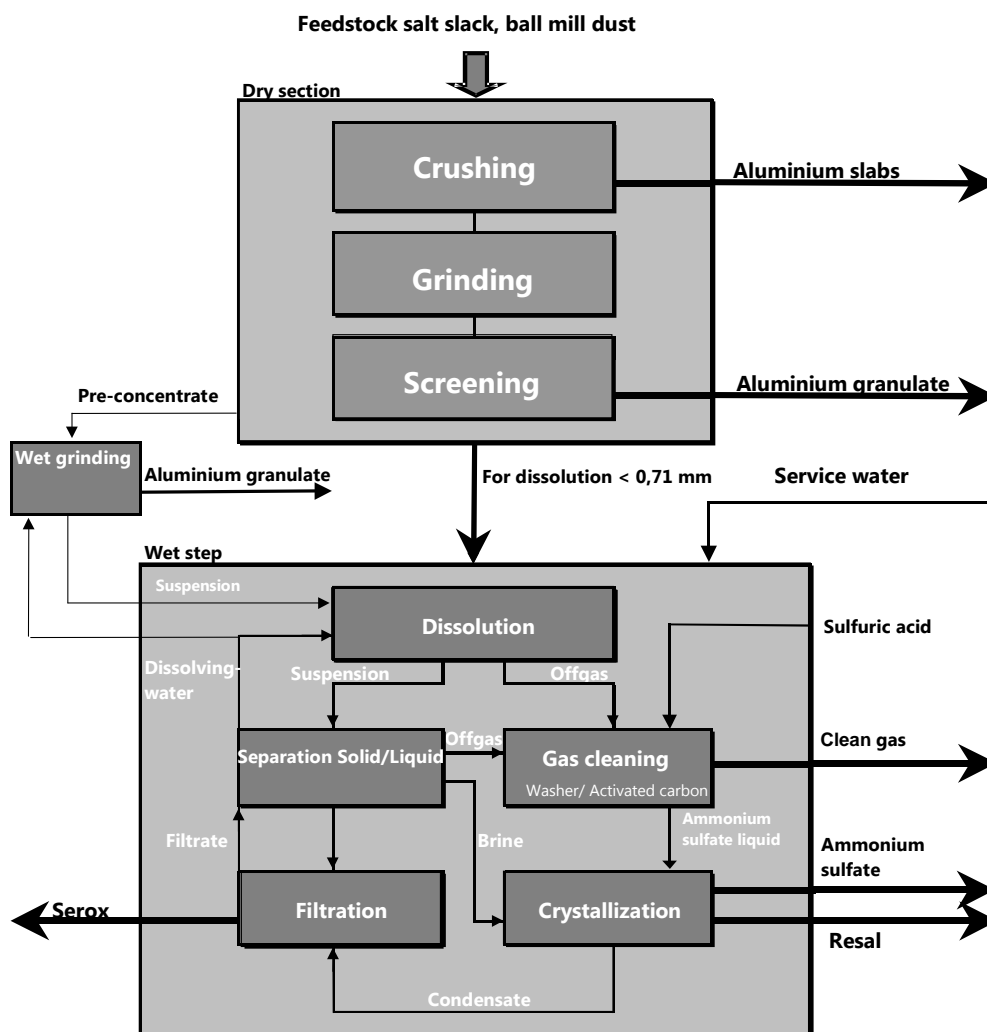 Feedstock salt slack, ball mill dust
Dry section
Crushing
Aluminium slabs
Grinding
Screening
Aluminium granulate
Pre-concentrate
Wet grinding
Aluminium granulate
For dissolution < 0,71 mm
Service water
Wet step
Suspension
Dissolution
Sulfuric acid
Dissolving-
water
Suspension
Offgas
Separation Solid/Liquid
Offgas
Gas cleaning
Washer/ Activated carbon
Clean gas
Filtrate
Brine
Ammonium
sulfate liquid
Ammonium
sulfate
Serox
Filtration
Crystallization
Resal
Condensate